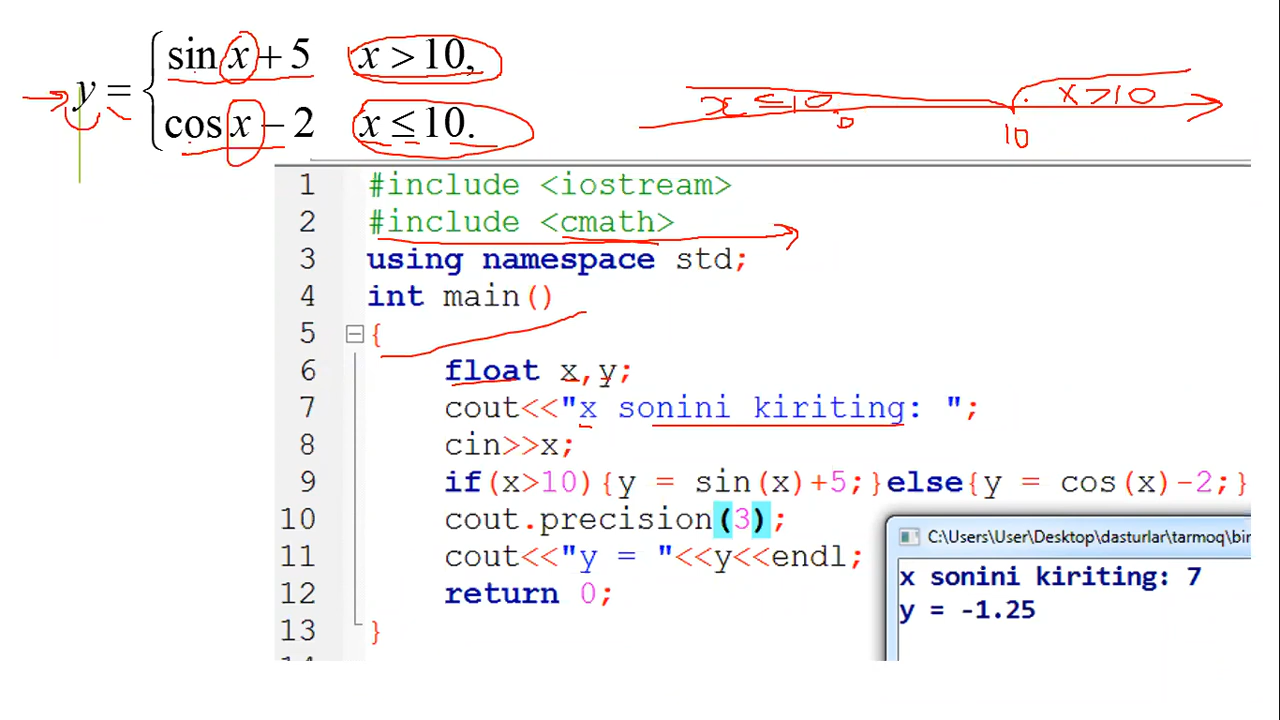 y = { sin x + 5   x > 10,
cos x − 2   x ≤ 10.
x ≤ 10   0   10   x > 10
1 #include <iostream>
2 #include <cmath>
3 using namespace std;
4 int main()
5 {
6 float x,y;
7 cout<<"x sonini kiriting: ";
8 cin>>x;
9 if(x>10){y = sin(x)+5;}else{y = cos(x)-2;}
10 cout.precision(3);
11 cout<<"y = "<<y<<endl;
12 return 0;
13 }
C:\Users\User\Desktop\dasturlar\tarmoq\bin
x sonini kiriting: 7
y = -1.25